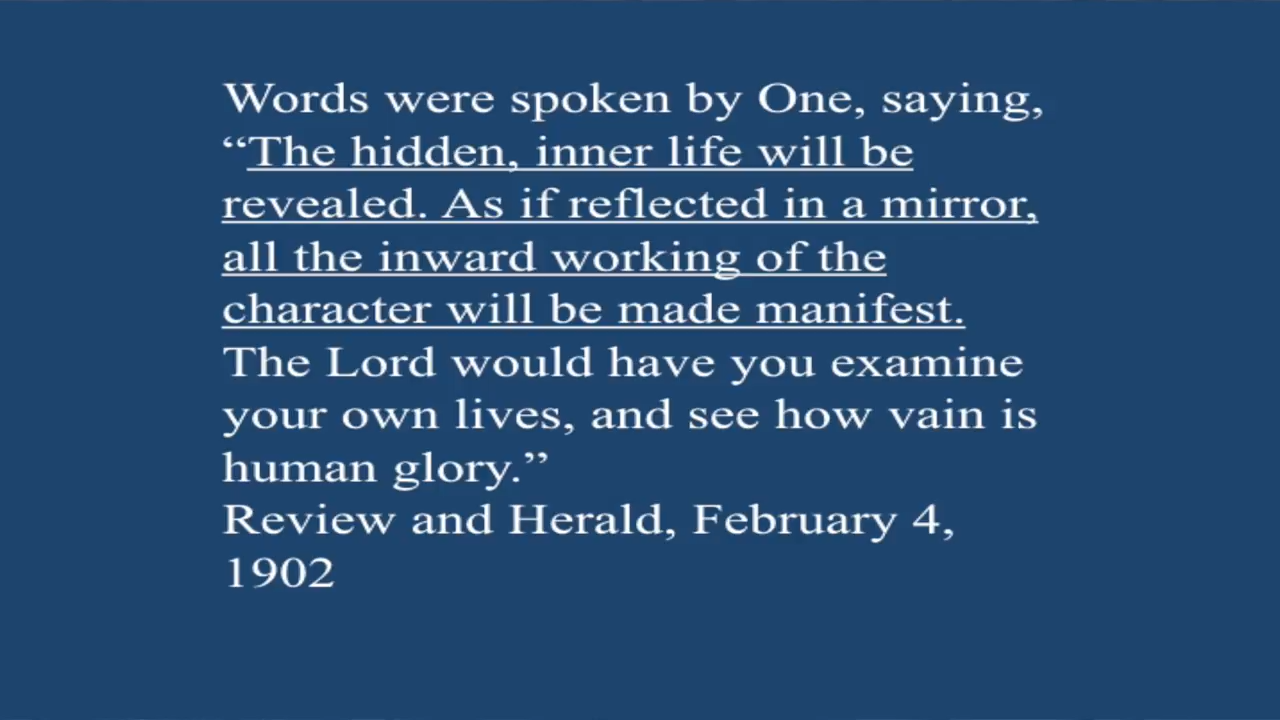 Words were spoken by One, saying,
“The hidden, inner life will be
revealed. As if reflected in a mirror,
all the inward working of the
character will be made manifest.
The Lord would have you examine
your own lives, and see how vain is
human glory.”
Review and Herald, February 4,
1902